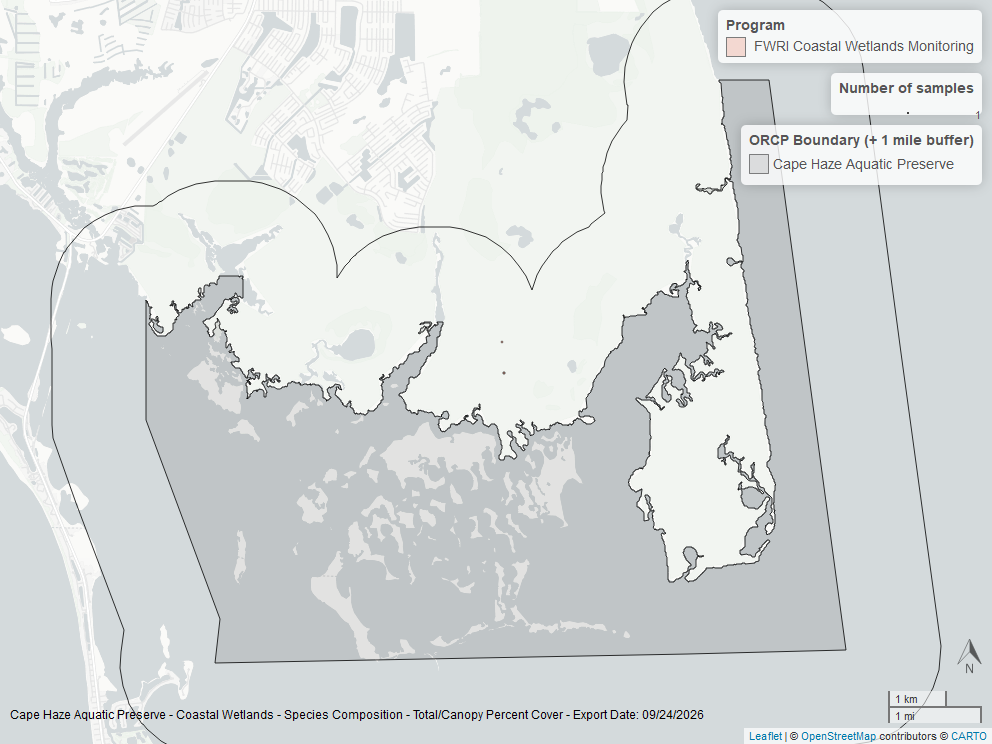 Program
FWRI Coastal Wetlands Monitoring
Number of samples
1
ORCP Boundary (+ 1 mile buffer)
Cape Haze Aquatic Preserve
N
1 km
1 mi
Cape Haze Aquatic Preserve - Coastal Wetlands - Species Composition - Total/Canopy Percent Cover - Export Date: 09/24/2026
Leaflet | © OpenStreetMap contributors © CARTO